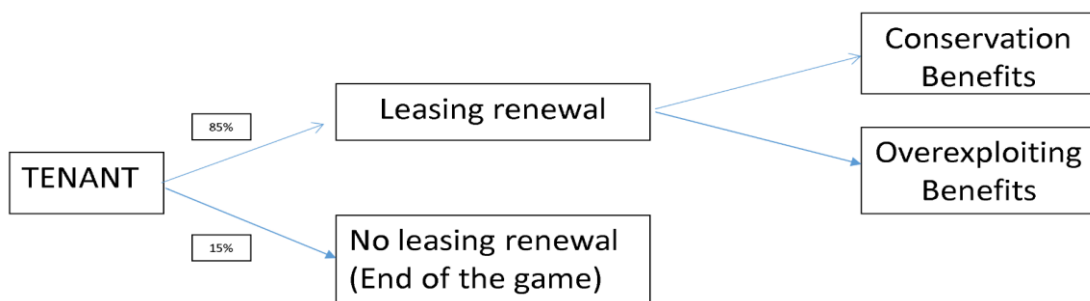 TENANT
85%
15%
Leasing renewal
No leasing renewal
(End of the game)
Conservation
Benefits
Overexploiting
Benefits